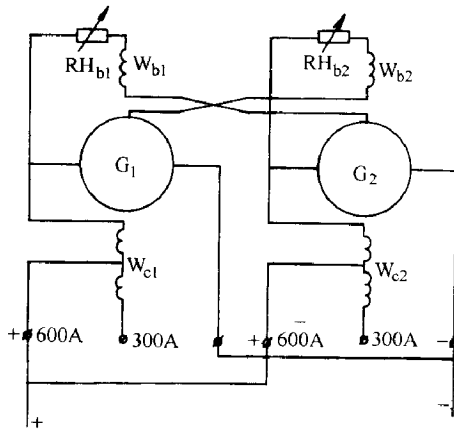 RHb1
Wb1
RHb2
Wb2
G1
G2
Wc1
Wc2
+ 600A
300A
+ 600A
−
300A
−
+
−